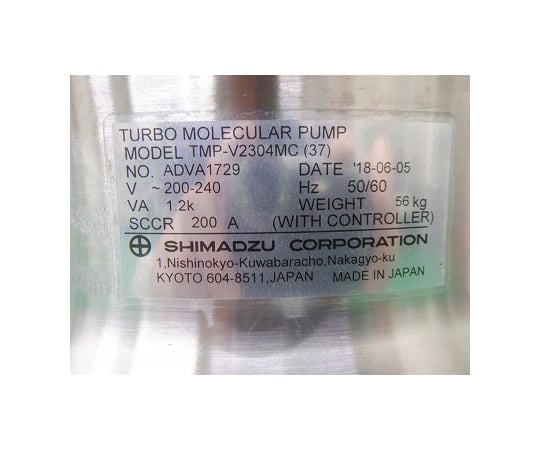 TURBO MOLECULAR PUMP
MODEL TMP-V2304MC (37)
NO. ADVA1729 DATE '18-06-05
V ~200-240 Hz 50/60
VA 1.2k WEIGHT 56 kg
SCCR 200 A (WITH CONTROLLER)
SHIMADZU CORPORATION
1,Nishinokyo-Kuwabaracho,Nakagyo-ku
KYOTO 604-8511,JAPAN MADE IN JAPAN